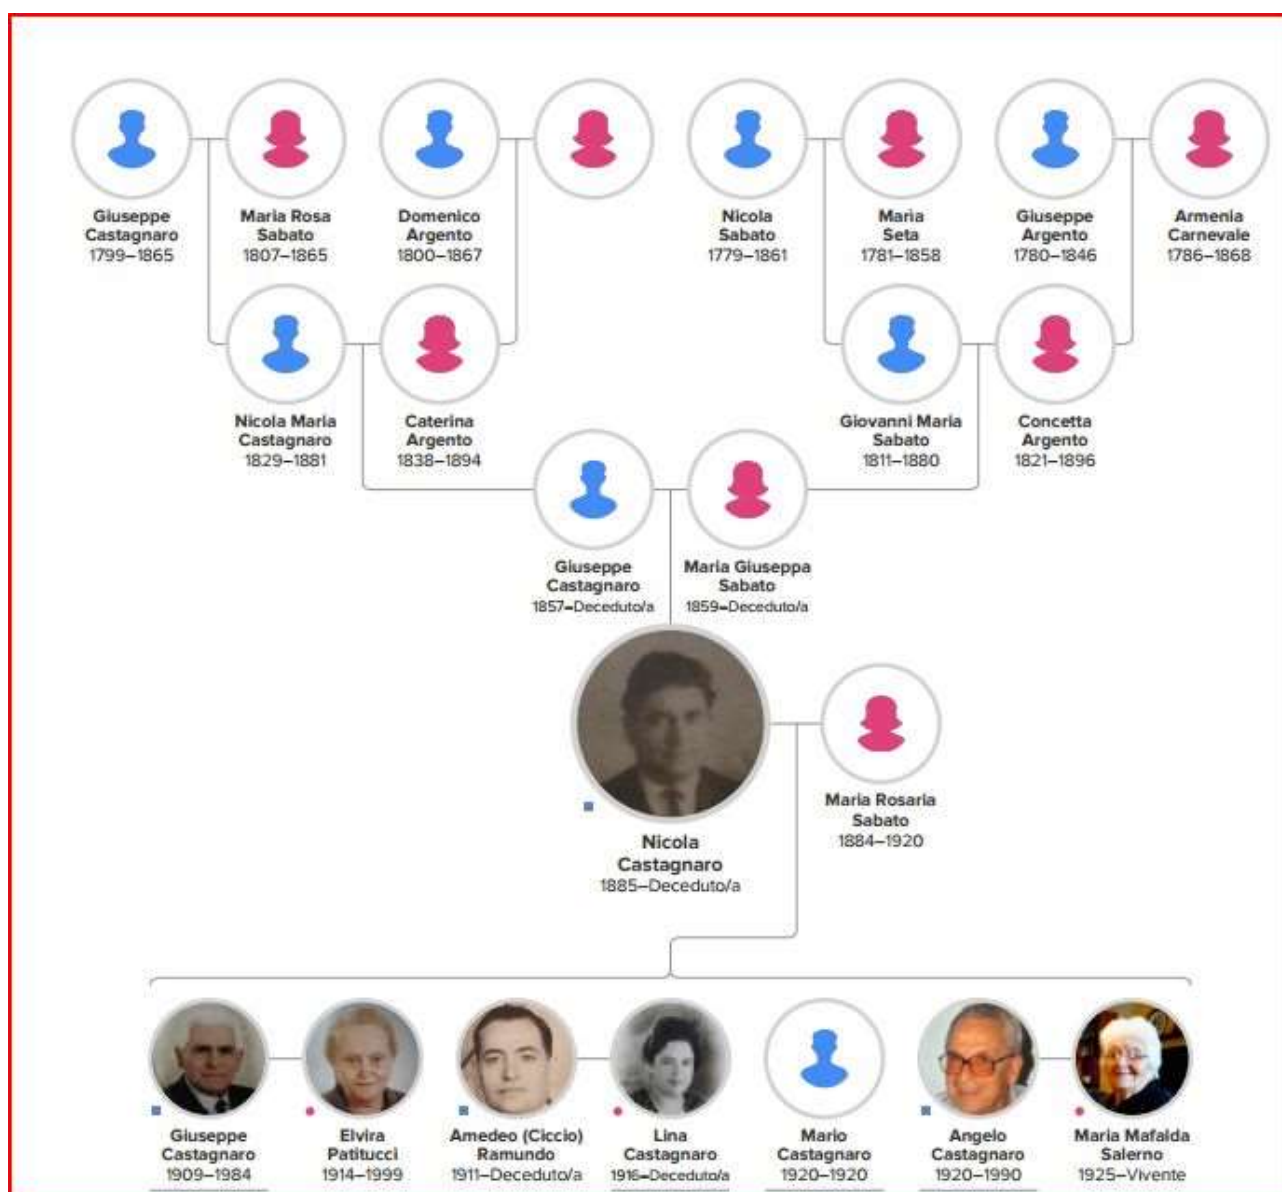 Giuseppe
Castagnaro
1799–1865
Maria Rosa
Sabato
1807–1865
Domenico
Argento
1800–1867
Nicola
Sabato
1779–1861
Maria
Seta
1781–1858
Giuseppe
Argento
1780–1846
Armenia
Carnevale
1786–1868
Nicola Maria
Castagnaro
1829–1881
Caterina
Argento
1838–1894
Giovanni Maria
Sabato
1811–1880
Concetta
Argento
1821–1896
Giuseppe
Castagnaro
1857–Deceduto/a
Maria Giuseppa
Sabato
1859–Deceduto/a
Nicola
Castagnaro
1885–Deceduto/a
Maria Rosaria
Sabato
1884–1920
Giuseppe
Castagnaro
1909–1984
Elvira
Patitucci
1914–1999
Amedeo (Ciccio)
Ramundo
1911–Deceduto/a
Lina
Castagnaro
1916–Deceduto/a
Mario
Castagnaro
1920–1920
Angelo
Castagnaro
1920–1990
Maria Mafalda
Salerno
1925–Vivente